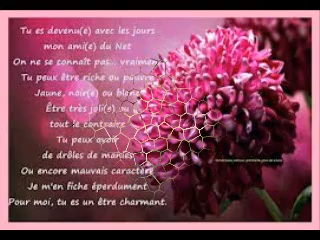 Tu es devenu(e) avec les jours
mon ami(e) du Net
On ne se connaît pas... vraiment
Tu peux être riche ou pauvre
Jaune, noir(e) ou blanc
Être très joli(e) ou
tout le contraire
Tu peux avoir
de drôles de manies
Ou encore mauvais caractère
Je m'en fiche éperdument
Pour moi, tu es un être charmant.